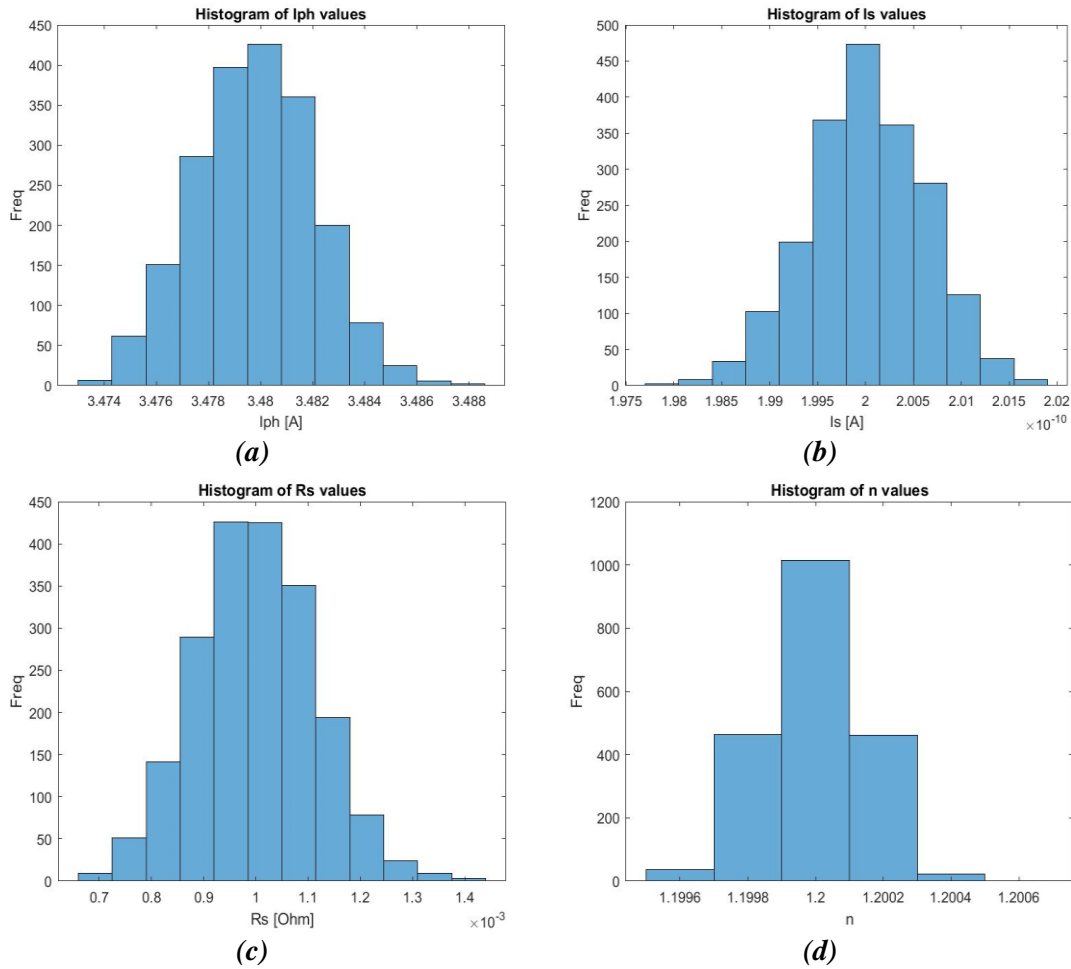 Histogram of Iph values
450
400
350
300
250
200
150
100
50
0
Freq
3.474 3.476 3.478 3.48 3.482 3.484 3.486 3.488
Iph [A]
(a)
Histogram of Is values
500
450
400
350
300
250
200
150
100
50
0
Freq
1.975 1.98 1.985 1.99 1.995 2 2.005 2.01 2.015 2.02
Is [A]
×10⁻¹⁰
(b)
Histogram of Rs values
450
400
350
300
250
200
150
100
50
0
Freq
0.7 0.8 0.9 1 1.1 1.2 1.3 1.4
Rs [Ohm]
×10⁻³
(c)
Histogram of n values
1200
1000
800
600
400
200
0
Freq
1.1996 1.1998 1.2 1.2002 1.2004 1.2006
n
(d)